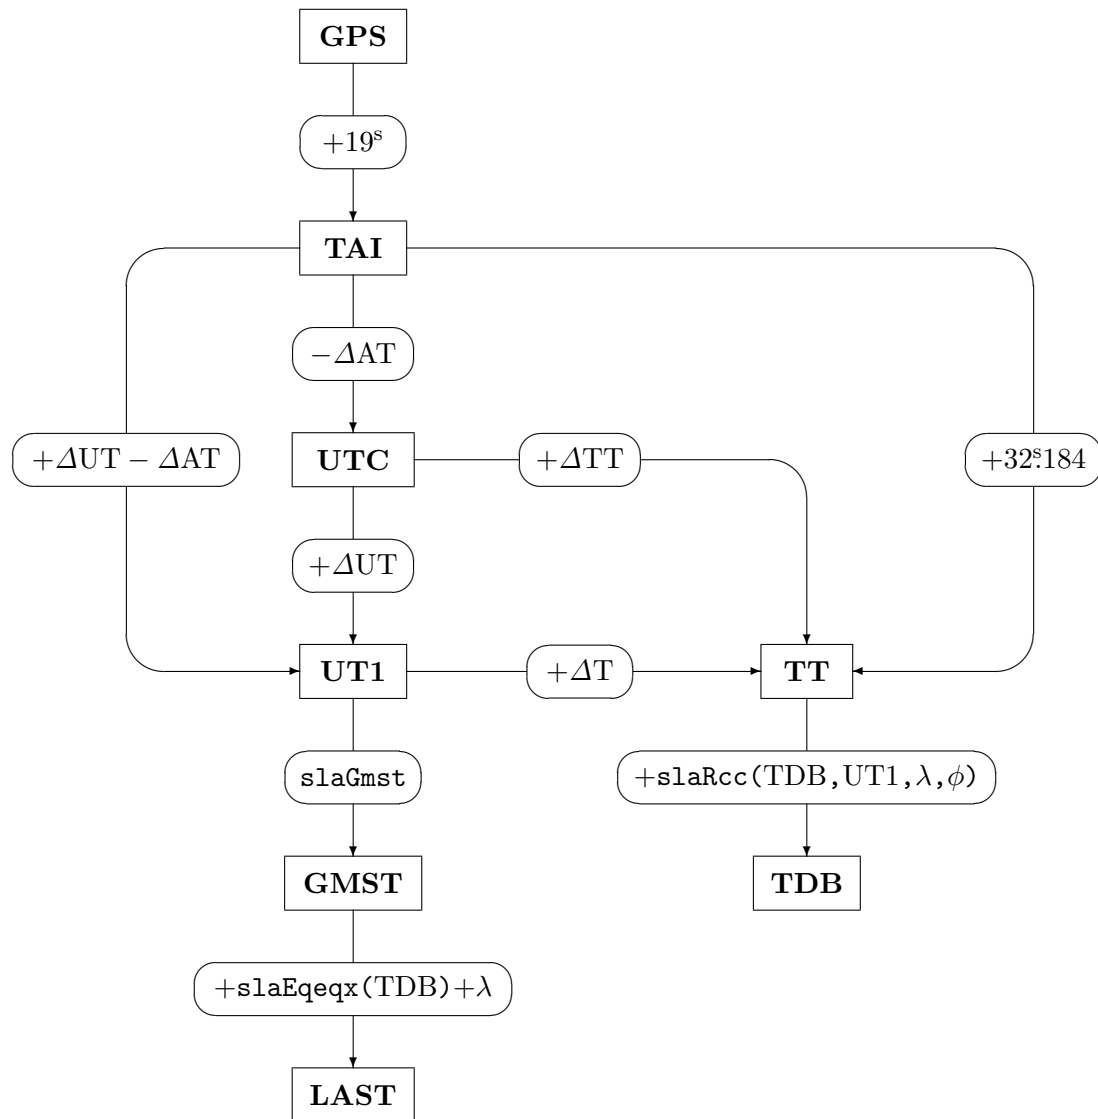 GPS
+19ˢ
TAI
−ΔAT
+ΔUT − ΔAT
UTC
+ΔTT
+32ˢ.184
+ΔUT
UT1
+ΔT
TT
slaGmst
+slaRcc(TDB,UT1,λ,ϕ)
GMST
TDB
+slaEqeqx(TDB)+λ
LAST